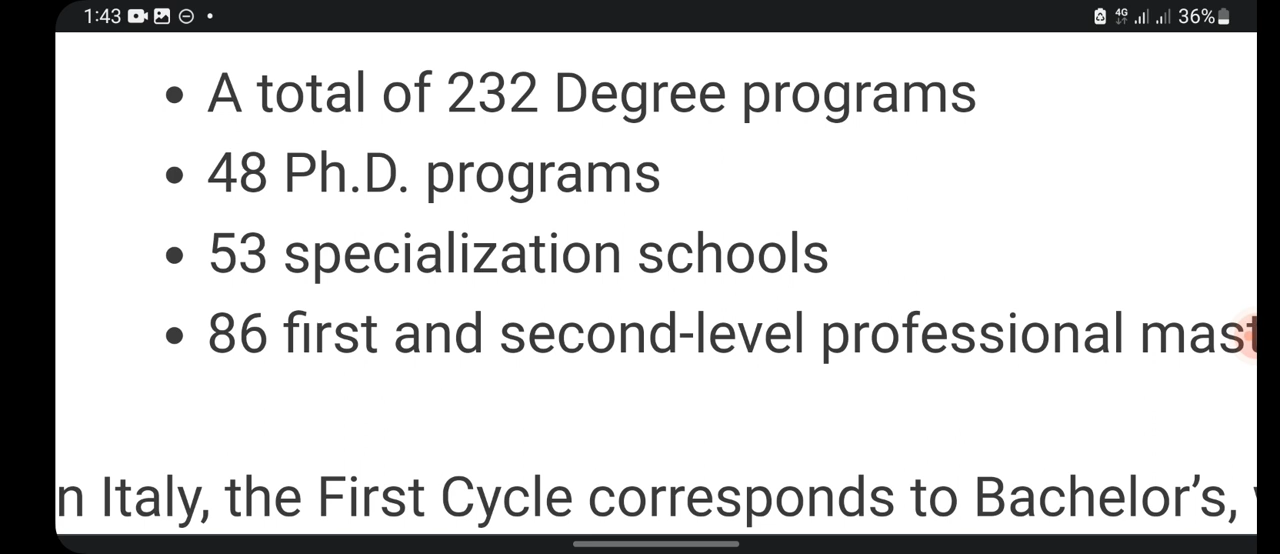 1:43 4G 36%
• A total of 232 Degree programs
• 48 Ph.D. programs
• 53 specialization schools
• 86 first and second-level professional mast
n Italy, the First Cycle corresponds to Bachelor’s,